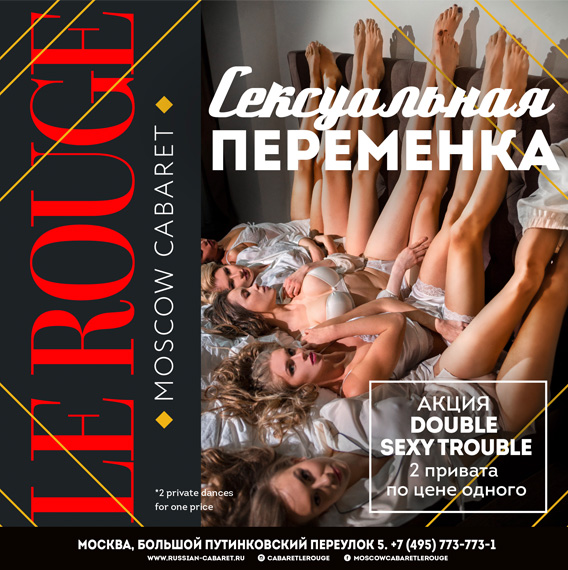 LE ROUGE
MOSCOW CABARET
Сексуальная
ПЕРЕМЕНКА
АКЦИЯ
DOUBLE
SEXY TROUBLE
2 привата
по цене одного
*2 private dances
for one price
МОСКВА, БОЛЬШОЙ ПУТИНКОВСКИЙ ПЕРЕУЛОК 5. +7 (495) 773-773-1
WWW.RUSSIAN-CABARET.RU CABARETLEROUGE MOSCOWCABARETLEROUGE